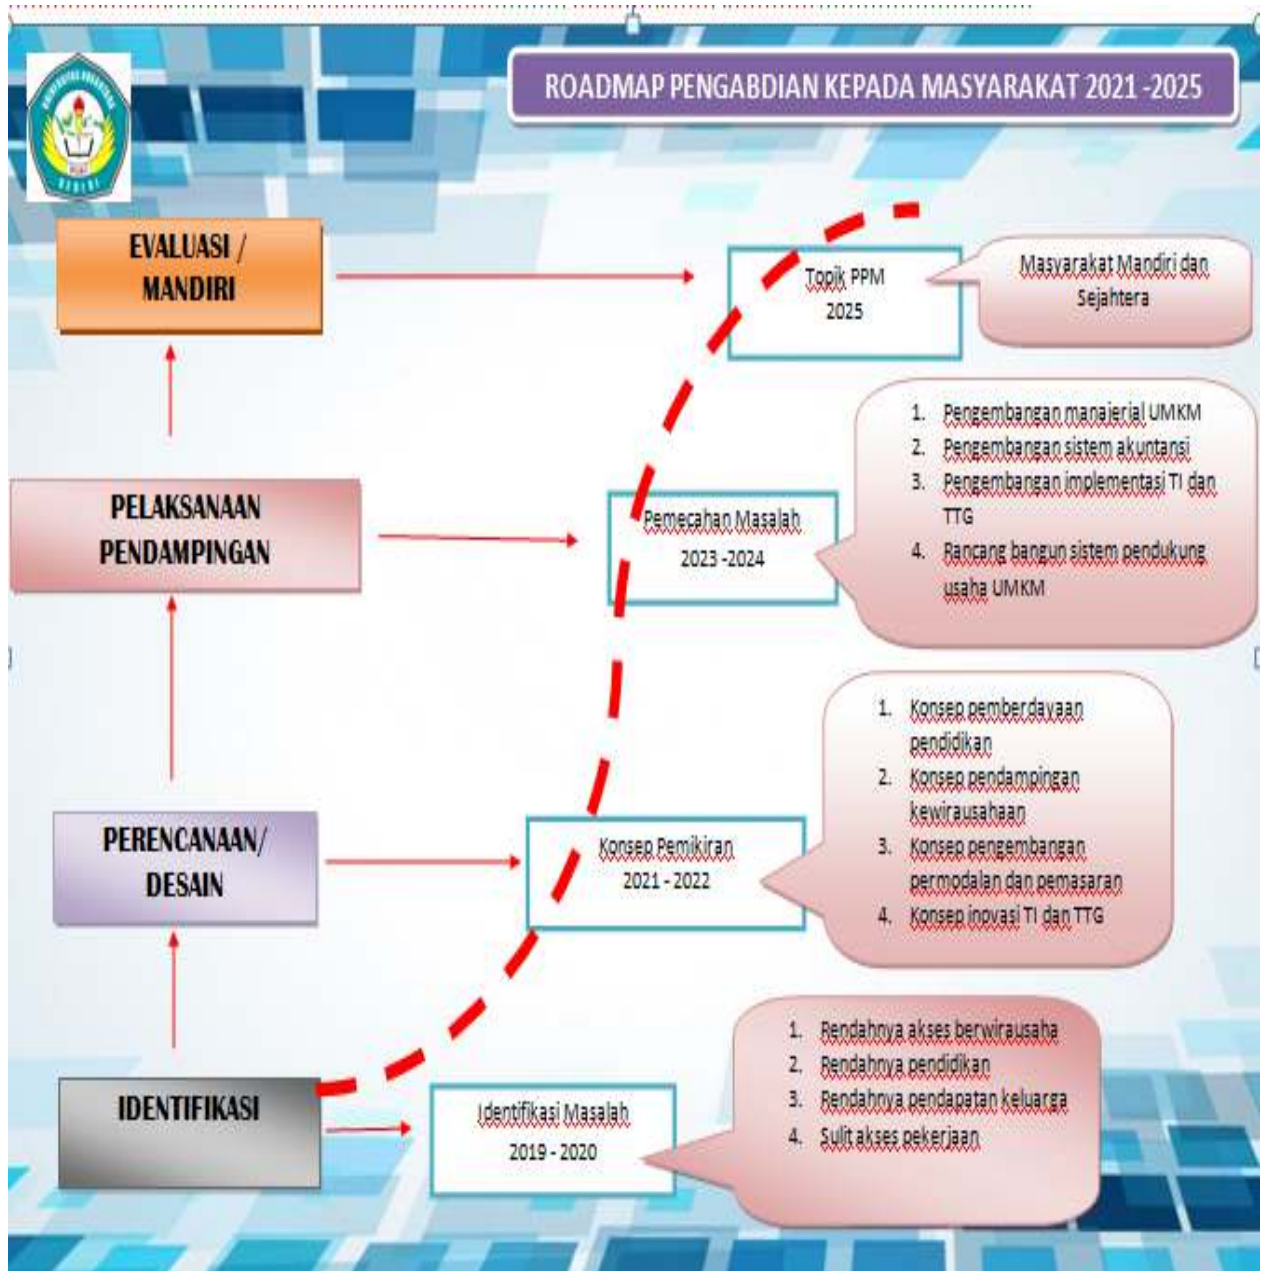 ROADMAP PENGABDIAN KEPADA MASYARAKAT 2021 -2025
EVALUASI /
MANDIRI
Topik PPM
2025
Masyarakat Mandiri dan
Sejahtera
PELAKSANAAN
PENDAMPINGAN
Pemecahan Masalah
2023 -2024
1. Pengembangan manajerial UMKM
2. Pengembangan sistem akuntansi
3. Pengembangan implementasi TI dan
TTG
4. Rancang bangun sistem pendukung
usaha UMKM
PERENCANAAN/
DESAIN
Konsep Pemikiran
2021 - 2022
1. Konsep pemberdayaan
pendidikan
2. Konsep pendampingan
kewirausahaan
3. Konsep pengembangan
permodalan dan pemasaran
4. Konsep inovasi TI dan TTG
IDENTIFIKASI
Identifikasi Masalah
2019 - 2020
1. Rendahnya akses berwirausaha
2. Rendahnya pendidikan
3. Rendahnya pendapatan keluarga
4. Sulit akses pekerjaan